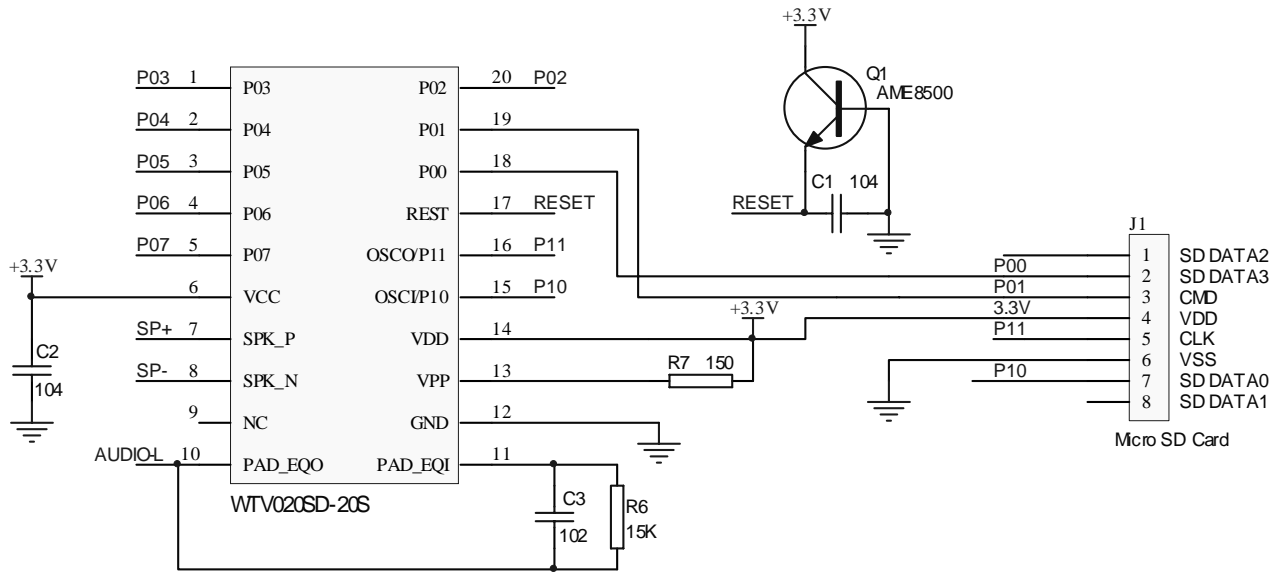 +3.3V
Q1
AME8500
P03 1 P03 P02 20 P02
P04 2 P04 P01 19
P05 3 P05 P00 18
P06 4 P06 REST 17 RESET
P07 5 P07 OSCO/P11 16 P11
+3.3V
6 VCC OSCI/P10 15 P10
SP+ 7 SPK_P VDD 14
SP- 8 SPK_N VPP 13
9 NC GND 12
AUDIO-L 10 PAD_EQO PAD_EQI 11
WTV020SD-20S
C2
104
C1 104
RESET
+3.3V
R7 150
C3
102
R6
15K
J1
1 SD DATA2
P00 2 SD DATA3
P01 3 CMD
3.3V 4 VDD
P11 5 CLK
6 VSS
P10 7 SD DATA0
8 SD DATA1
Micro SD Card